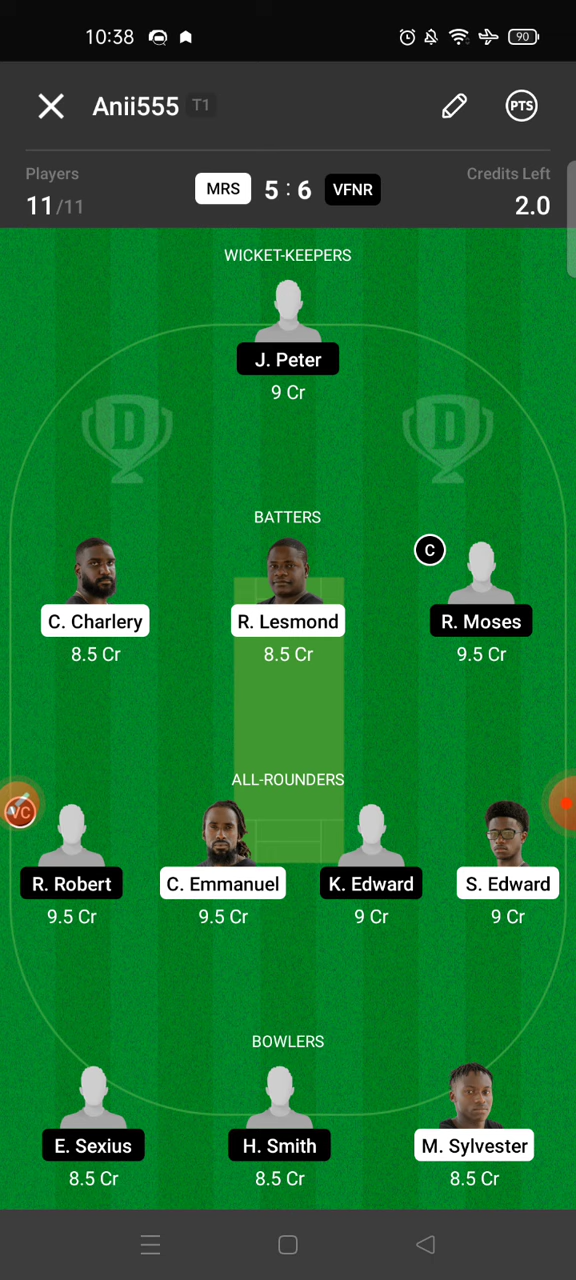 10:38
90
Anii555 T1
PTS
Players
Credits Left
11/11
MRS 5 : 6 VFNR
2.0
WICKET-KEEPERS
J. Peter
9 Cr
D D
BATTERS
C
C. Charlery R. Lesmond R. Moses
8.5 Cr 8.5 Cr 9.5 Cr
ALL-ROUNDERS
VC
R. Robert C. Emmanuel K. Edward S. Edward
9.5 Cr 9.5 Cr 9 Cr 9 Cr
BOWLERS
E. Sexius H. Smith M. Sylvester
8.5 Cr 8.5 Cr 8.5 Cr